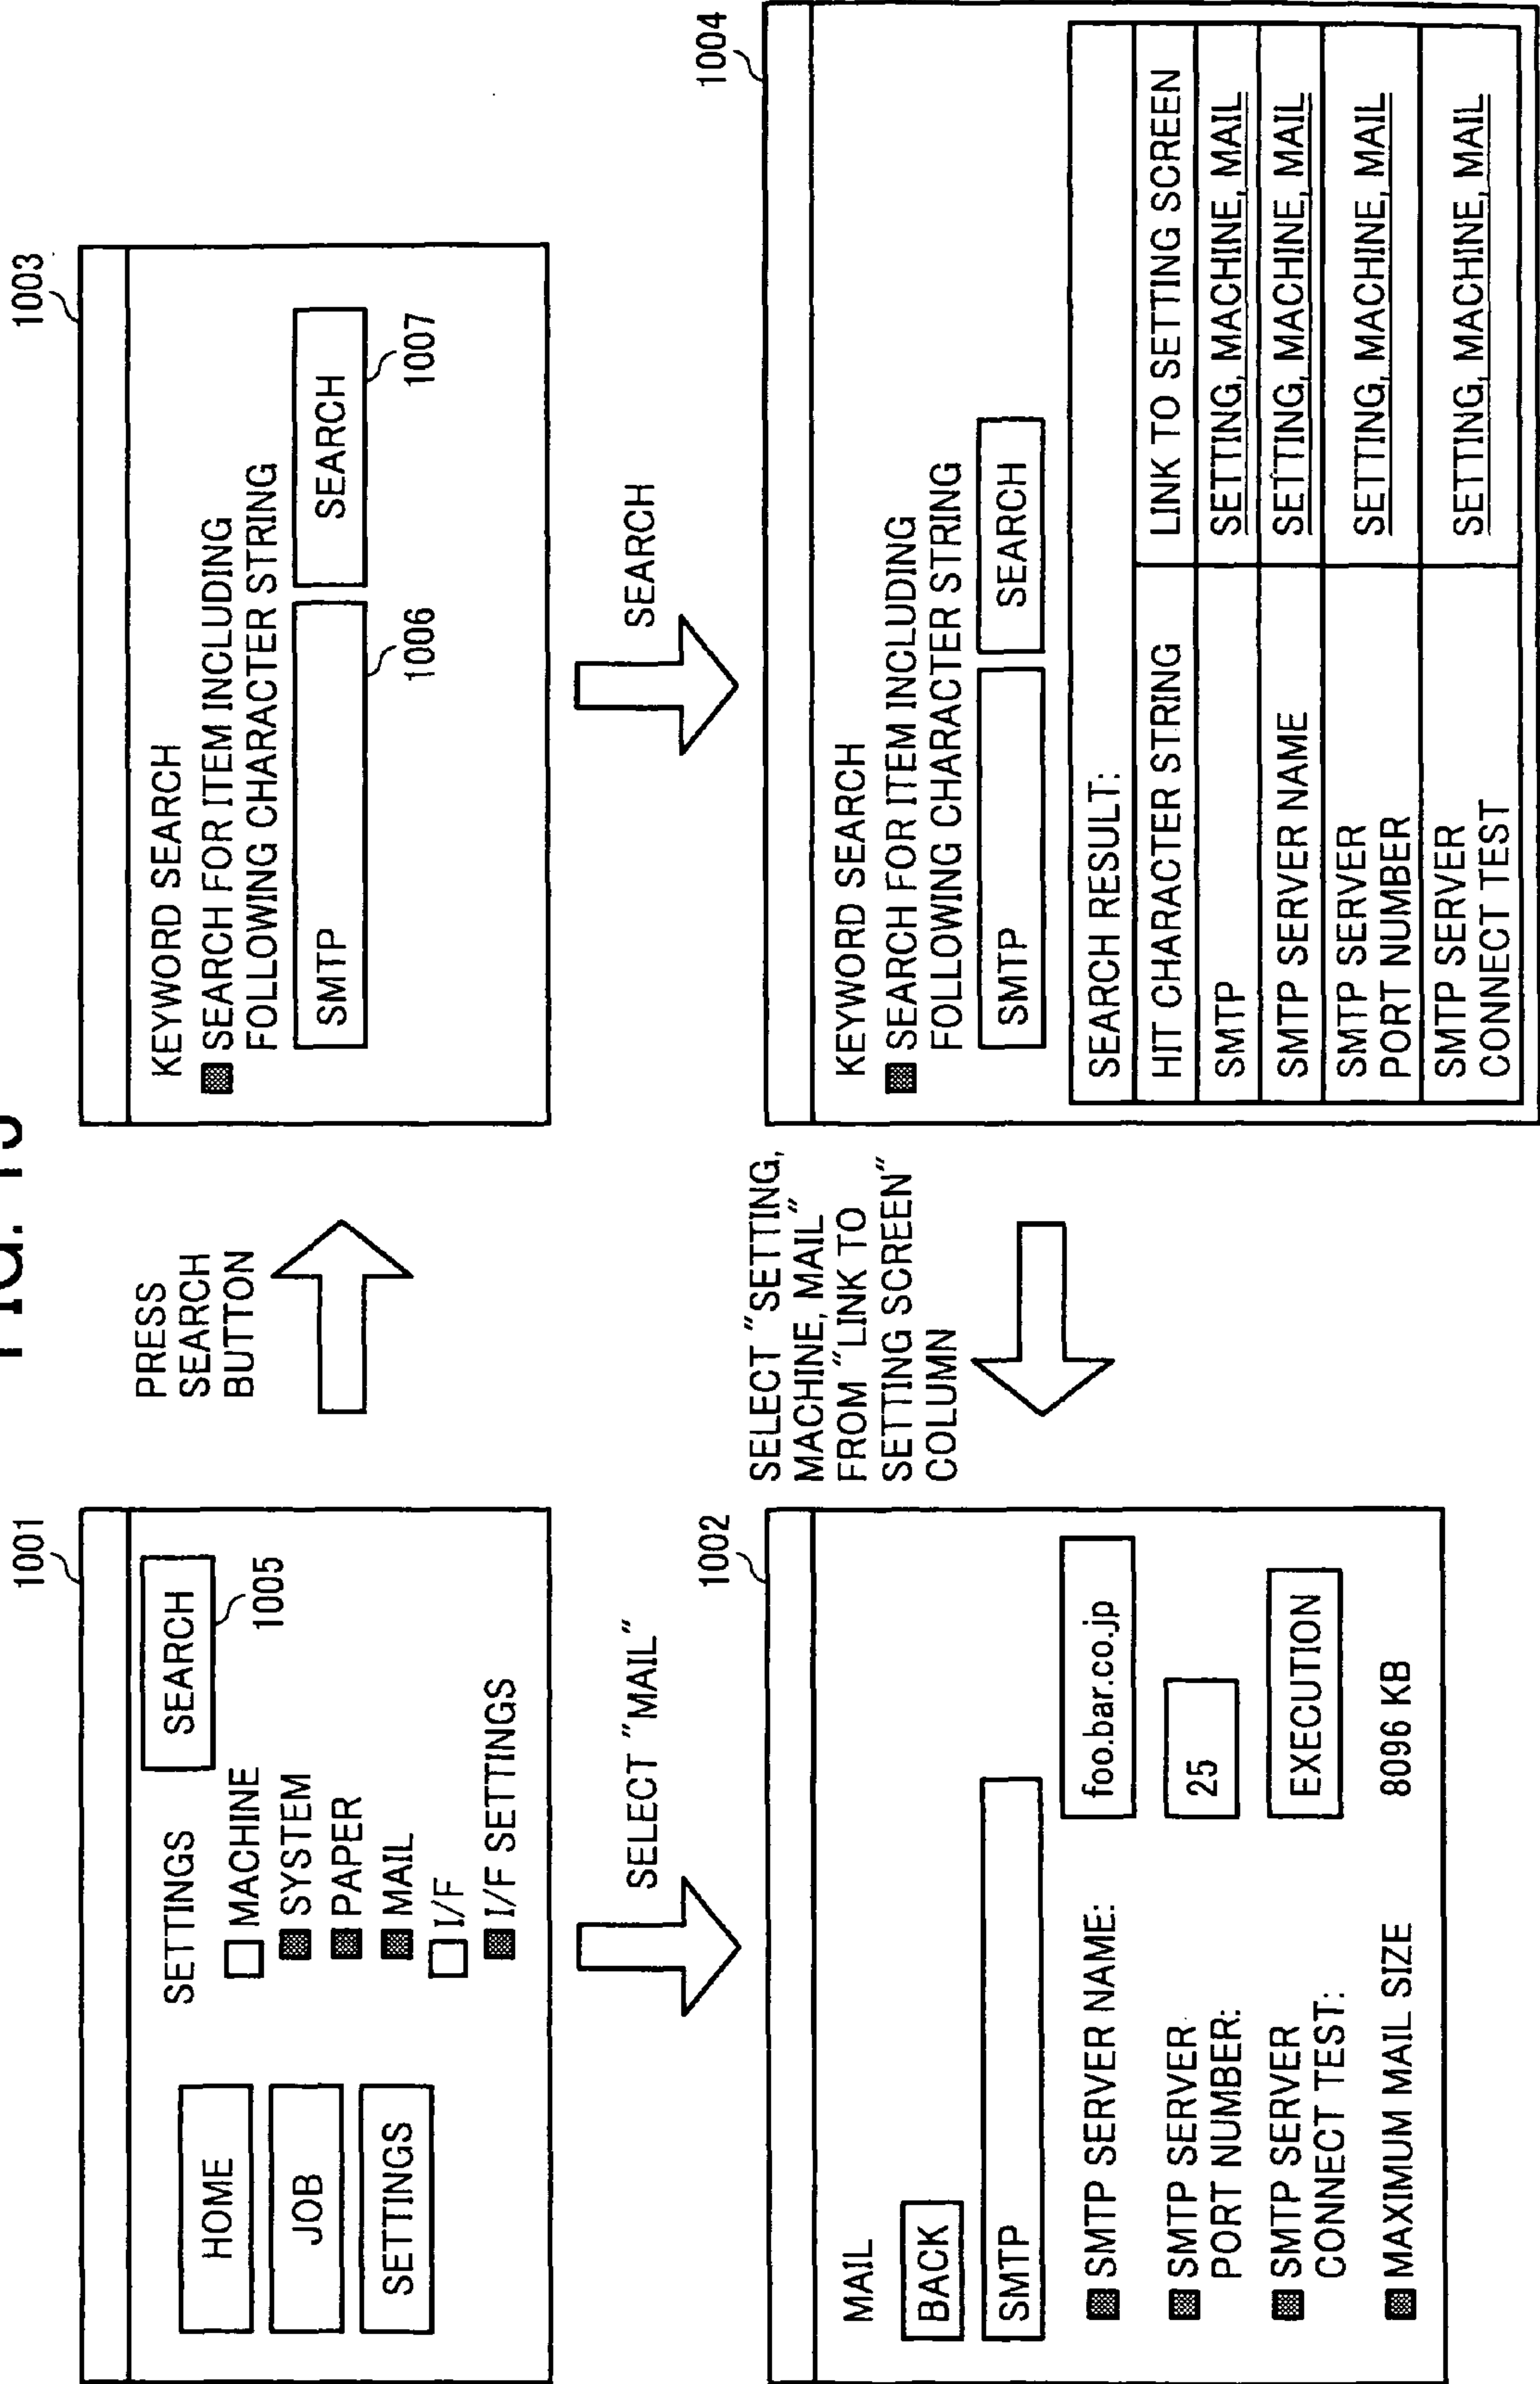 FIG.
1001
HOME
JOB
SETTINGS
SETTINGS
SEARCH
1005
MACHINE
SYSTEM
PAPER
MAIL
I/F
I/F SETTINGS
PRESS
SEARCH
BUTTON
1003
KEYWORD SEARCH
SEARCH FOR ITEM INCLUDING
FOLLOWING CHARACTER STRING
SMTP
SEARCH
1006
1007
SELECT "MAIL"
SEARCH
1002
MAIL
BACK
SMTP
SMTP SERVER NAME:
foo.bar.co.jp
SMTP SERVER
PORT NUMBER:
25
SMTP SERVER
CONNECT TEST:
EXECUTION
MAXIMUM MAIL SIZE
8096 KB
SELECT "SETTING,
MACHINE, MAIL"
FROM "LINK TO
SETTING SCREEN"
COLUMN
1004
KEYWORD SEARCH
SEARCH FOR ITEM INCLUDING
FOLLOWING CHARACTER STRING
SMTP
SEARCH
SEARCH RESULT:
HIT CHARACTER STRING
LINK TO SETTING SCREEN
SMTP
SETTING, MACHINE, MAIL
SMTP SERVER NAME
SETTING, MACHINE, MAIL
SMTP SERVER
PORT NUMBER
SETTING, MACHINE, MAIL
SMTP SERVER
CONNECT TEST
SETTING, MACHINE, MAIL